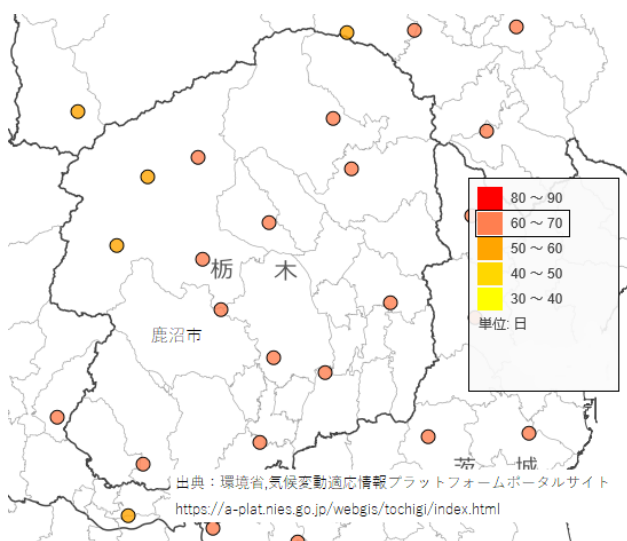 80 ～ 90
60 ～ 70
50 ～ 60
40 ～ 50
30 ～ 40
単位: 日
栃 木
鹿沼市
茨 城
出典：環境省,気候変動適応情報プラットフォームポータルサイト
https://a-plat.nies.go.jp/webgis/tochigi/index.html